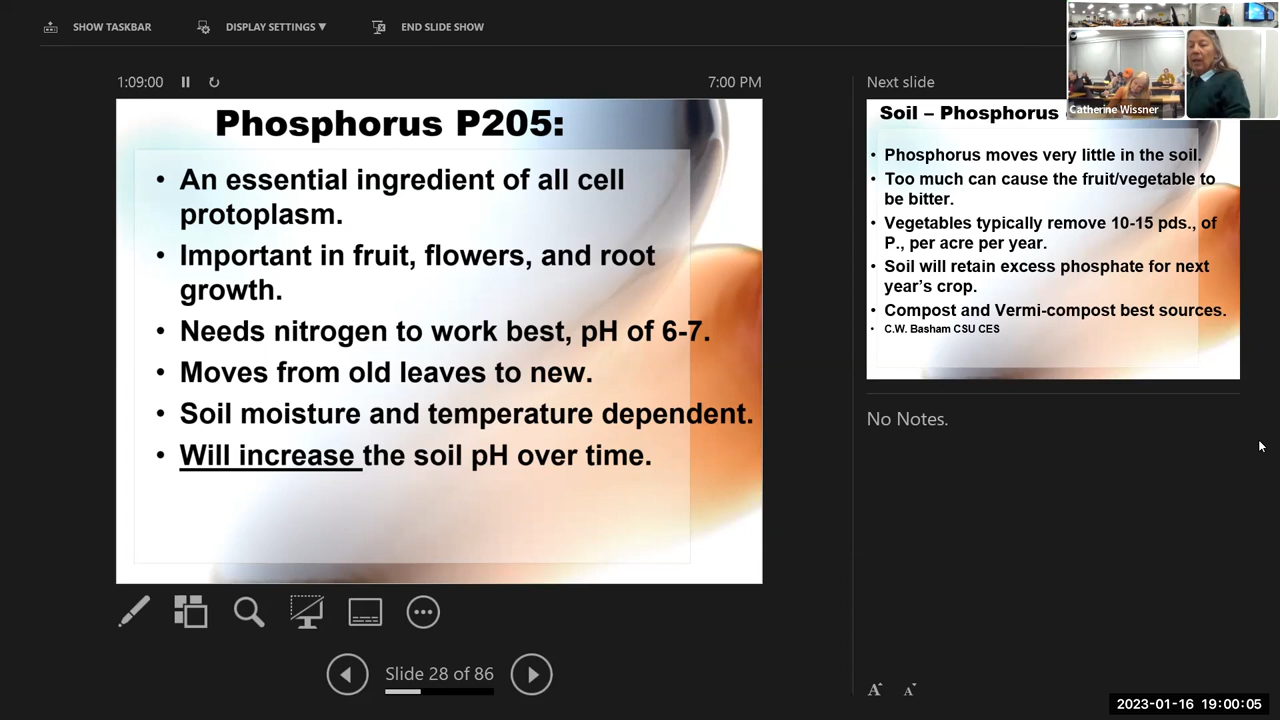 SHOW TASKBAR
DISPLAY SETTINGS ▼
END SLIDE SHOW
1:09:00
7:00 PM
Phosphorus P205:
• An essential ingredient of all cell
protoplasm.
• Important in fruit, flowers, and root
growth.
• Needs nitrogen to work best, pH of 6-7.
• Moves from old leaves to new.
• Soil moisture and temperature dependent.
• Will increase the soil pH over time.
Slide 28 of 86
Next slide
Catherine Wissner
Soil – Phosphorus
• Phosphorus moves very little in the soil.
• Too much can cause the fruit/vegetable to
be bitter.
• Vegetables typically remove 10-15 pds., of
P., per acre per year.
• Soil will retain excess phosphate for next
year's crop.
• Compost and Vermi-compost best sources.
• C.W. Basham CSU CES
No Notes.
A A
2023-01-16 19:00:05